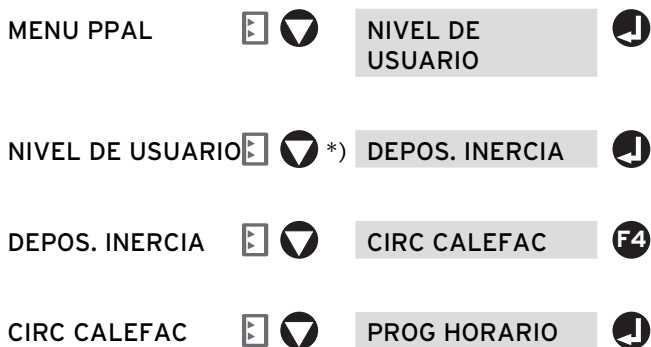 MENU PPAL NIVEL DE
USUARIO
NIVEL DE USUARIO *) DEPOS. INERCIA
DEPOS. INERCIA CIRC CALEFAC F4
CIRC CALEFAC PROG HORARIO